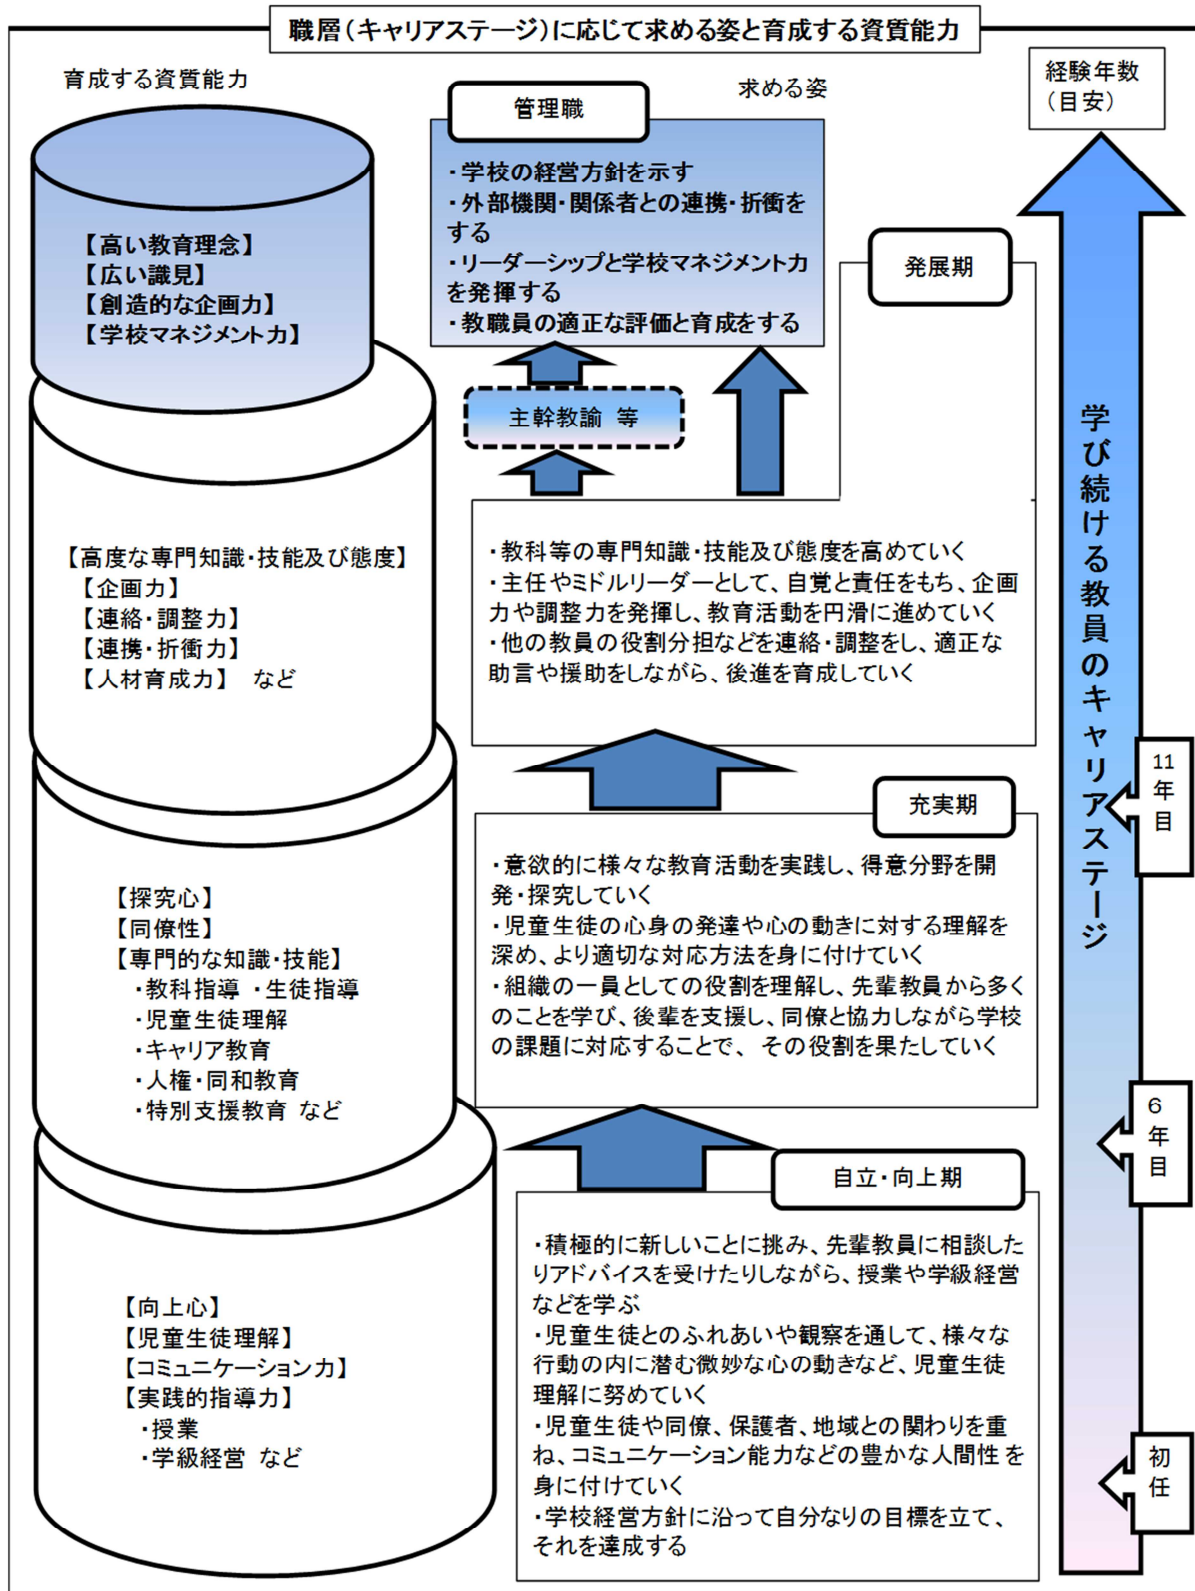 職層（キャリアステージ）に応じて求める姿と育成する資質能力
育成する資質能力
求める姿
経験年数
（目安）
管理職
・学校の経営方針を示す
・外部機関・関係者との連携・折衝を
する
・リーダーシップと学校マネジメント力
を発揮する
・教職員の適正な評価と育成をする
【高い教育理念】
【広い識見】
【創造的な企画力】
【学校マネジメント力】
発展期
主幹教諭 等
・教科等の専門知識・技能及び態度を高めていく
・主任やミドルリーダーとして、自覚と責任をもち、企画
力や調整力を発揮し、教育活動を円滑に進めていく
・他の教員の役割分担などを連絡・調整をし、適正な
助言や援助をしながら、後進を育成していく
【高度な専門知識・技能及び態度】
【企画力】
【連絡・調整力】
【連携・折衝力】
【人材育成力】 など
充実期
・意欲的に様々な教育活動を実践し、得意分野を開
発・探究していく
・児童生徒の心身の発達や心の動きに対する理解を
深め、より適切な対応方法を身に付けていく
・組織の一員としての役割を理解し、先輩教員から多く
のことを学び、後輩を支援し、同僚と協力しながら学校
の課題に対応することで、 その役割を果たしていく
【探究心】
【同僚性】
【専門的な知識・技能】
・教科指導 ・生徒指導
・児童生徒理解
・キャリア教育
・人権・同和教育
・特別支援教育 など
自立・向上期
・積極的に新しいことに挑み、先輩教員に相談した
りアドバイスを受けたりしながら、授業や学級経営
などを学ぶ
・児童生徒とのふれあいや観察を通して、様々な
行動の内に潜む微妙な心の動きなど、児童生徒
理解に努めていく
・児童生徒や同僚、保護者、地域との関わりを重
ね、コミュニケーション能力などの豊かな人間性を
身に付けていく
・学校経営方針に沿って自分なりの目標を立て、
それを達成する
【向上心】
【児童生徒理解】
【コミュニケーション力】
【実践的指導力】
・授業
・学級経営 など
学び続ける教員のキャリアステージ
11年目
6年目
初任